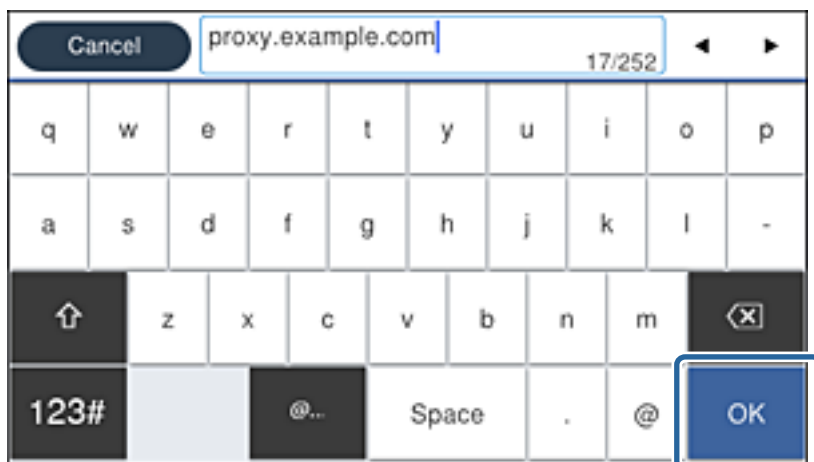 Cancel proxy.example.com 17/252 ◀ ▶
q w e r t y u i o p
a s d f g h j k l -
z x c v b n m
123# @... Space . @ OK